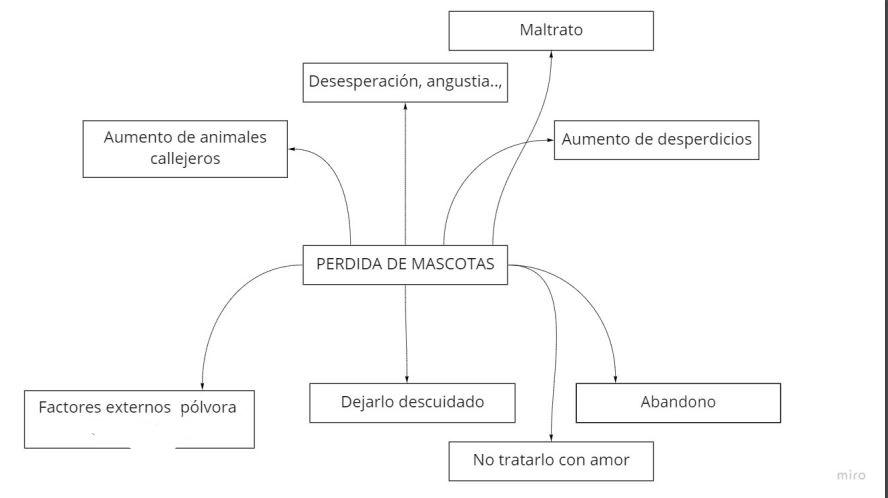 Maltrato
Desesperación, angustia..,
Aumento de animales
callejeros
Aumento de desperdicios
PERDIDA DE MASCOTAS
Factores externos pólvora
Dejarlo descuidado
Abandono
No tratarlo con amor
miro